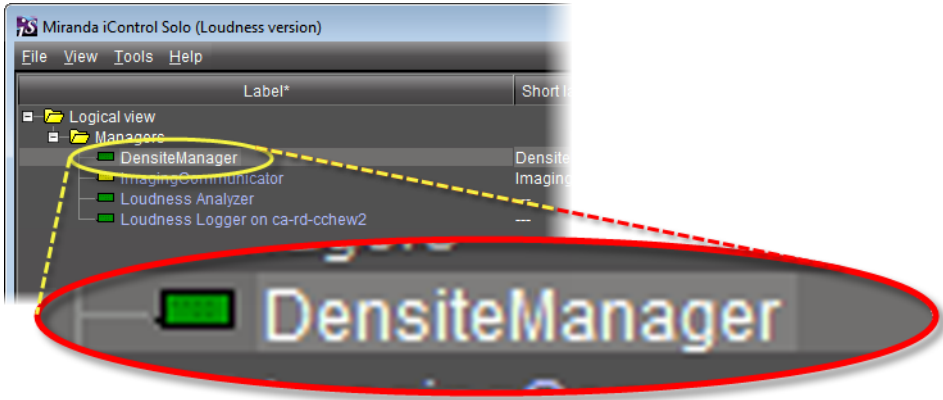 Miranda iControl Solo (Loudness version)
File View Tools Help
Label* Short
Logical view
Managers
DensiteManager Densite
ImagingCommunicator Imaging
Loudness Analyzer ---
Loudness Logger on ca-rd-cchew2 ---
DensiteManager